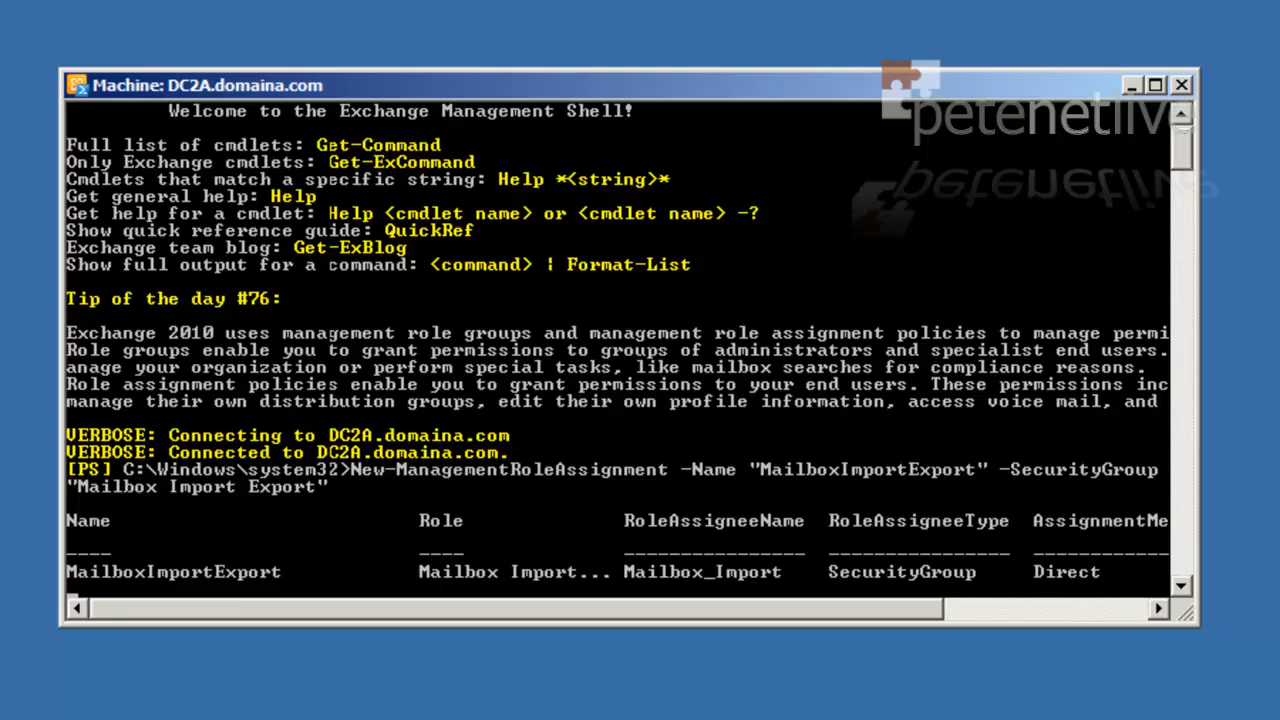 Machine: DC2A.domaina.com
petenetlive
Welcome to the Exchange Management Shell!
Full list of cmdlets: Get-Command
Only Exchange cmdlets: Get-ExCommand
Cmdlets that match a specific string: Help *<string>*
Get general help: Help
Get help for a cmdlet: Help <cmdlet name> or <cmdlet name> -?
Show quick reference guide: QuickRef
Exchange team blog: Get-ExBlog
Show full output for a command: <command> | Format-List
Tip of the day #76:
Exchange 2010 uses management role groups and management role assignment policies to manage permi
Role groups enable you to grant permissions to groups of administrators and specialist end users.
anage your organization or perform special tasks, like mailbox searches for compliance reasons.
Role assignment policies enable you to grant permissions to your end users. These permissions inc
manage their own distribution groups, edit their own profile information, access voice mail, and
VERBOSE: Connecting to DC2A.domaina.com
VERBOSE: Connected to DC2A.domaina.com.
[PS] C:\Windows\system32>New-ManagementRoleAssignment -Name "MailboxImportExport" -SecurityGroup
"Mailbox Import Export"
Name Role RoleAssigneeName RoleAssigneeType AssignmentMe
---- ---- ---------------- ---------------- ------------
MailboxImportExport Mailbox Import... Mailbox_Import SecurityGroup Direct